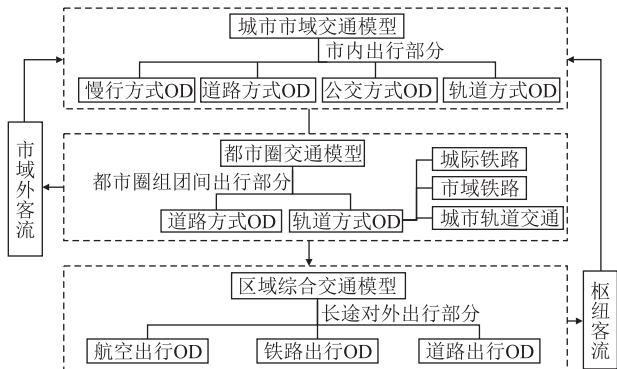 城市市域交通模型
市内出行部分
慢行方式OD
道路方式OD
公交方式OD
轨道方式OD
市域外客流
都市圈交通模型
都市圈组团间出行部分
道路方式OD
轨道方式OD
城际铁路
市域铁路
城市轨道交通
区域综合交通模型
长途对外出行部分
航空出行OD
铁路出行OD
道路出行OD
枢纽客流